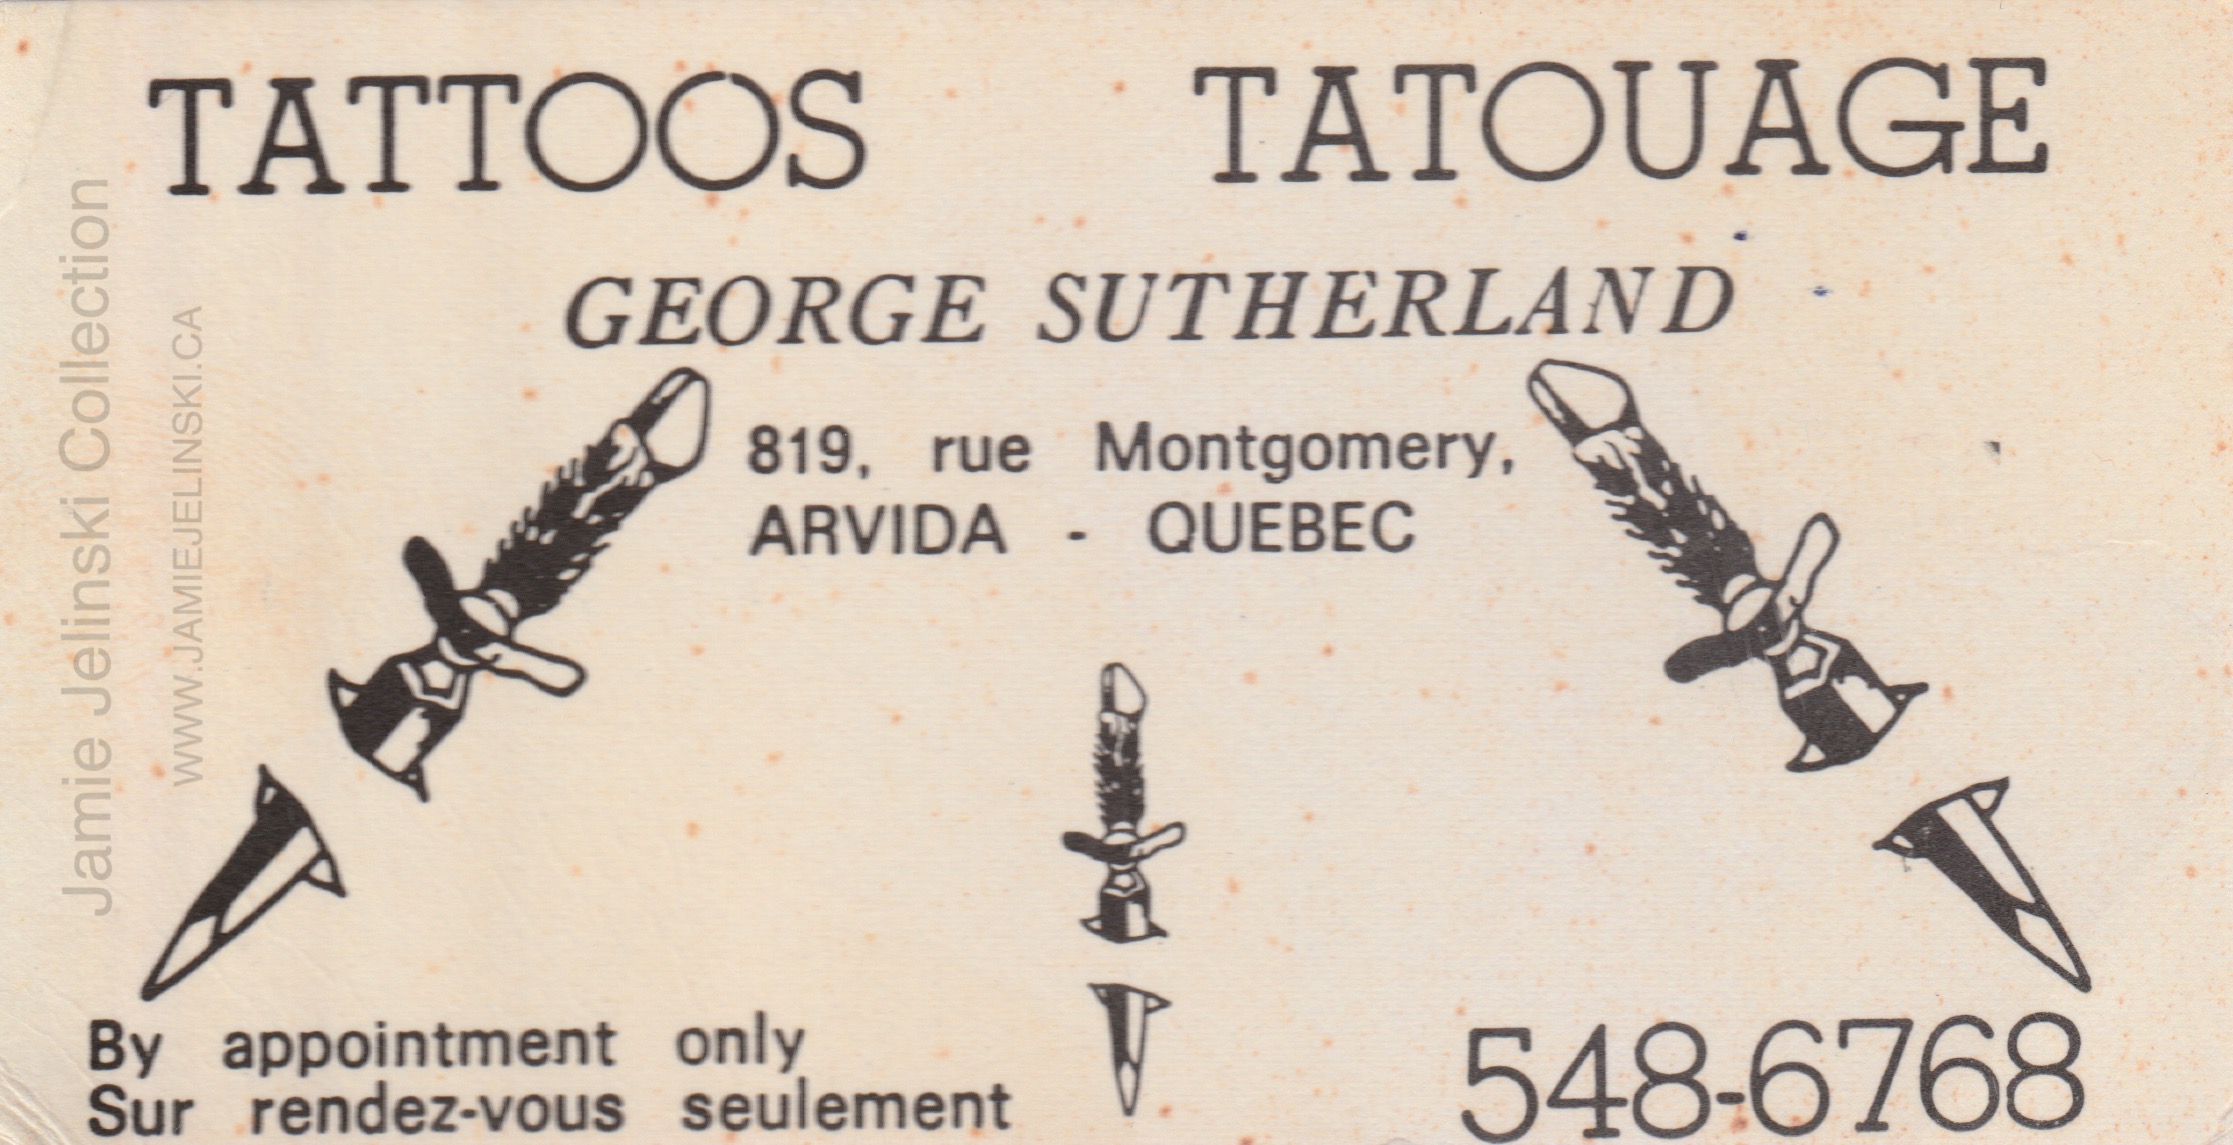 TATTOOS TATOUAGE
GEORGE SUTHERLAND
819, rue Montgomery,
ARVIDA - QUEBEC
By appointment only
Sur rendez-vous seulement
548-6768
Jamie Jelinski Collection
WWW.JAMIEJELINSKI.CA